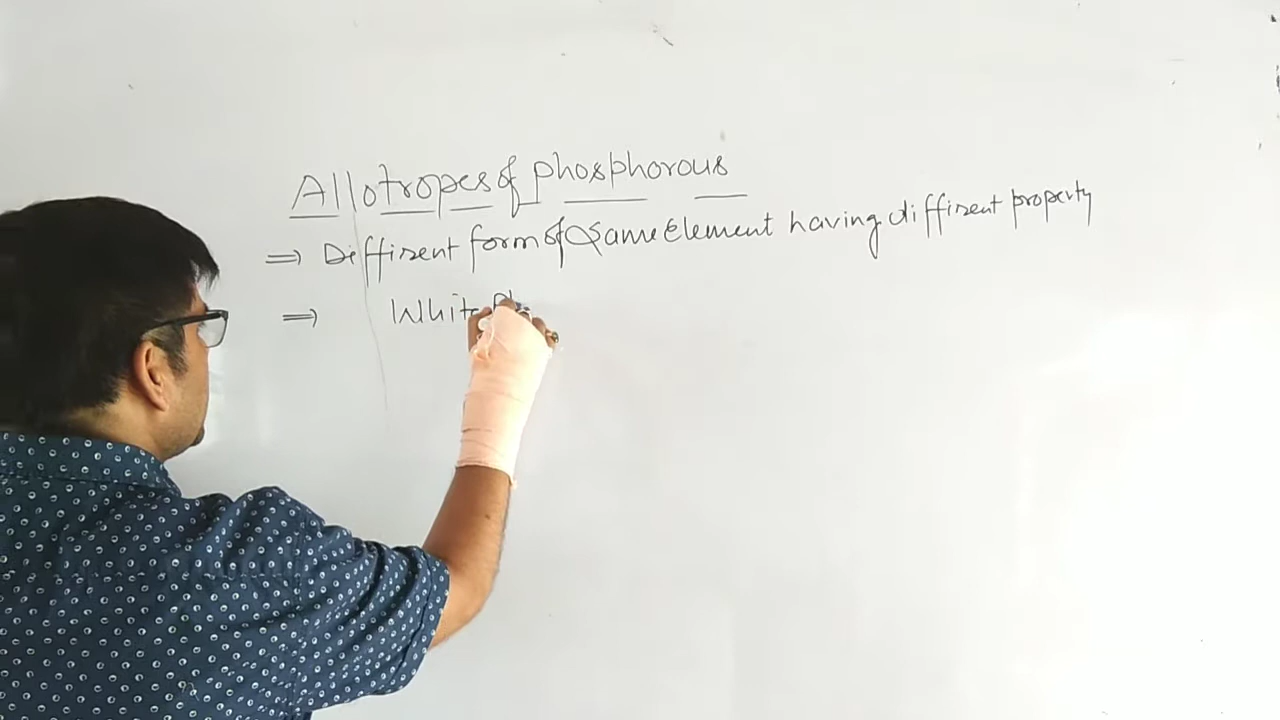 Allotropes of phosphorous
⇒ Diffirent form of same Element having diffirent property
⇒ White